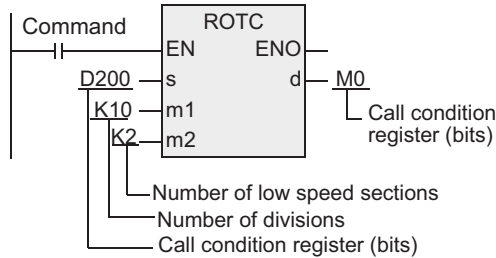 Command
ROTC
EN ENO
D200 s d M0
K10 m1
K2 m2
Call condition
register (bits)
Number of low speed sections
Number of divisions
Call condition register (bits)